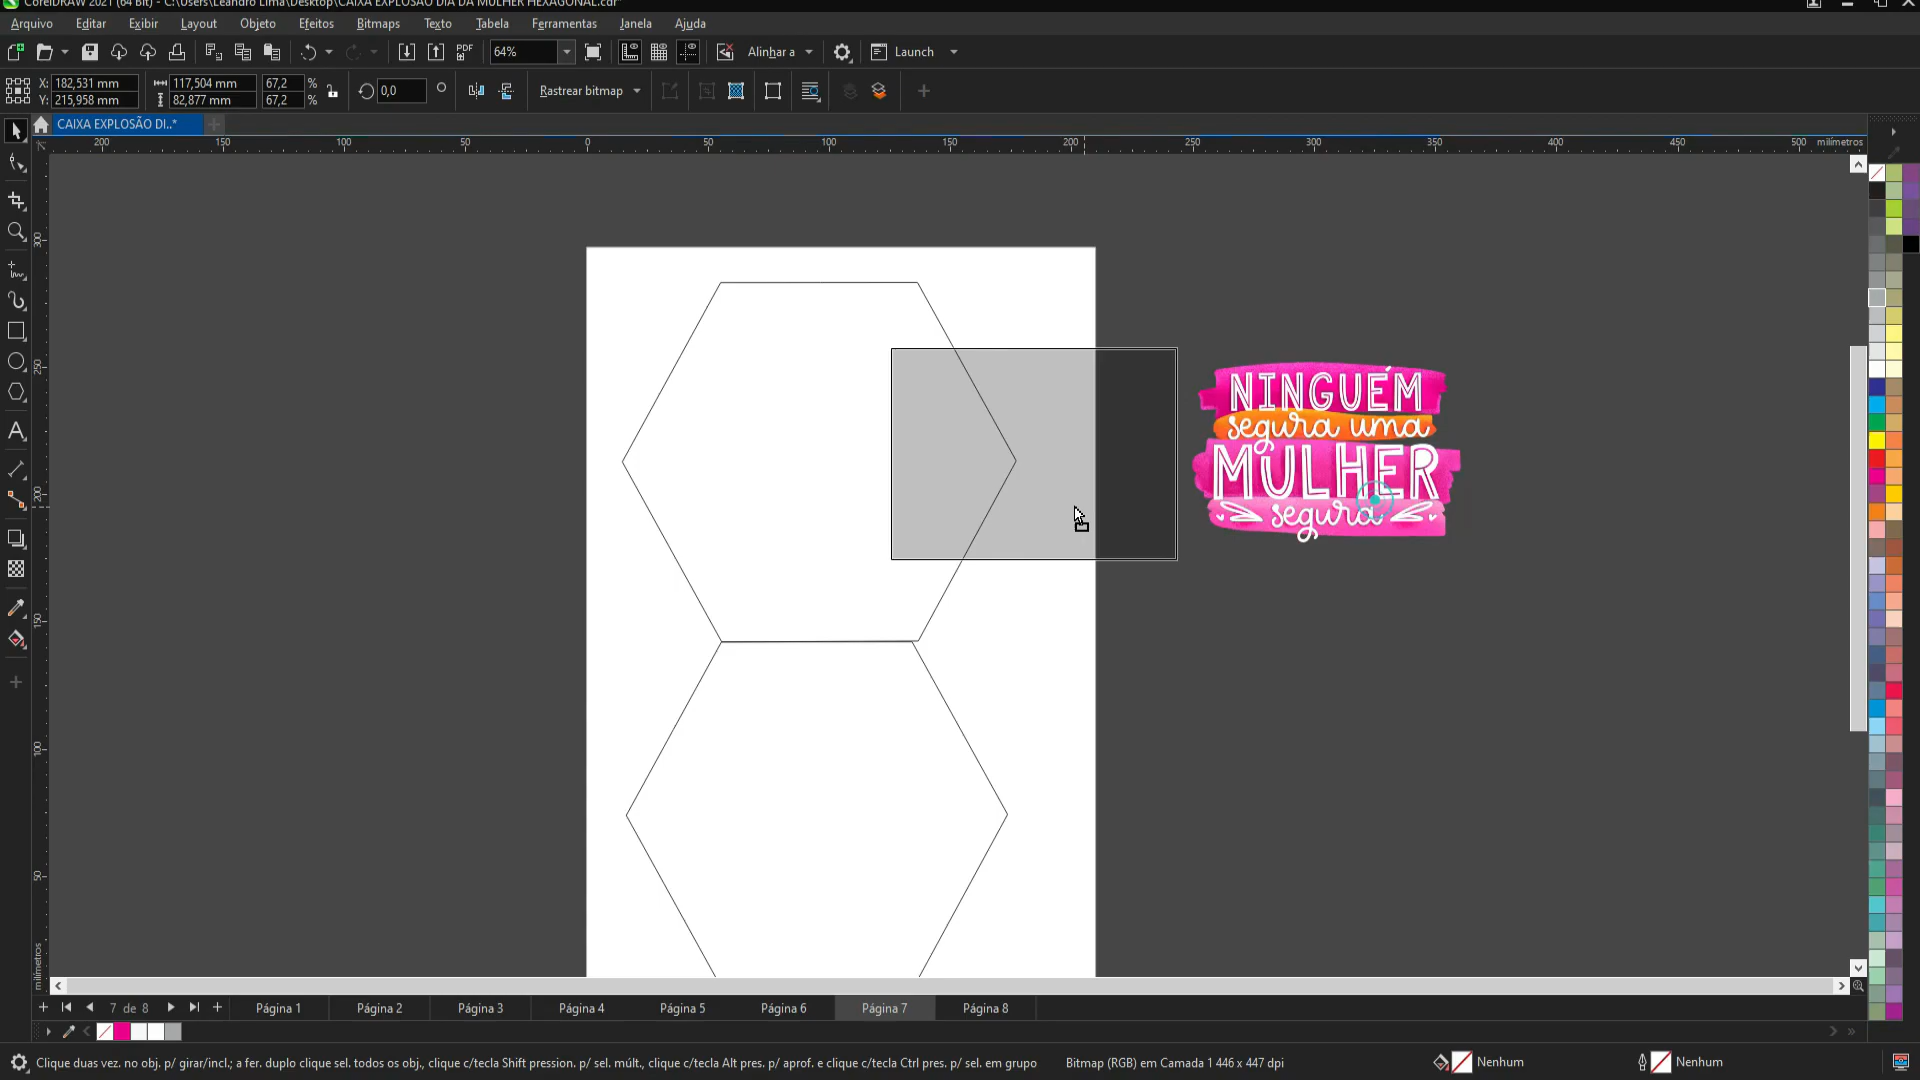 CorelDRAW 2021 (64 Bit) - C:\Users\Leandro Lima\Desktop\CAIXA EXPLOSÃO DIA DA MULHER HEXAGONAL.cdr*
Arquivo Editar Exibir Layout Objeto Efeitos Bitmaps Texto Tabela Ferramentas Janela Ajuda
PDF 64% Alinhar a Launch
X: 182,531 mm 117,504 mm 67,2 %
Y: 215,958 mm 82,877 mm 67,2 %
0,0 Rastrear bitmap
CAIXA EXPLOSÃO DI..*
200 150 100 50 0 50 100 150 200 250 300 350 400 450 500 milímetros
300
250
200
150
100
50
milímetros
NINGUÉM
segura uma
MULHER
segura
7 de 8 Página 1 Página 2 Página 3 Página 4 Página 5 Página 6 Página 7 Página 8
Clique duas vez. no obj. p/ girar/incl.; a fer. duplo clique sel. todos os obj., clique c/tecla Shift pression. p/ sel. múlt., clique c/tecla Alt pres. p/ aprof. e clique c/tecla Ctrl pres. p/ sel. em grupo Bitmap (RGB) em Camada 1 446 x 447 dpi Nenhum Nenhum